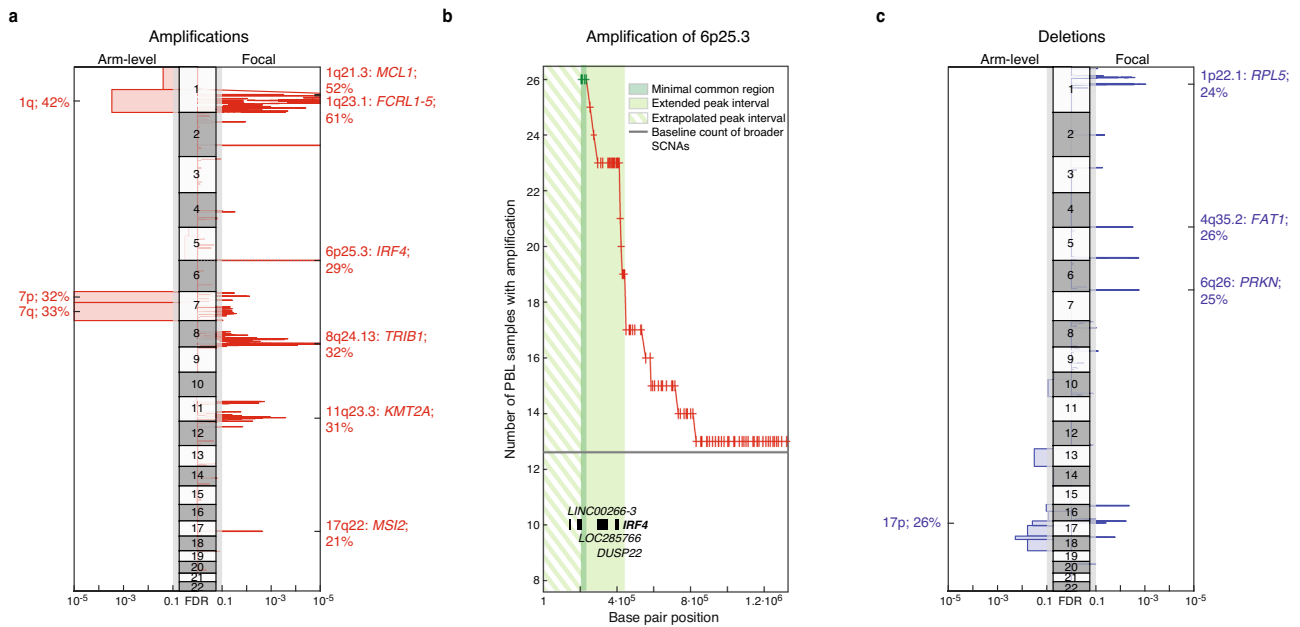 a
Amplifications
Arm-level
Focal
1q; 42%
7p; 32%
7q; 33%
1
2
3
4
5
6
7
8
9
10
11
12
13
14
15
16
17
18
19
20
21
22
1q21.3: MCL1;
52%
1q23.1: FCRL1-5;
61%
6p25.3: IRF4;
29%
8q24.13: TRIB1;
32%
11q23.3: KMT2A;
31%
17q22: MSI2;
21%
10-5 10-3 0.1 FDR 0.1 10-3 10-5
b
Amplification of 6p25.3
Number of PBL samples with amplification
26
24
22
20
18
16
14
12
10
8
Minimal common region
Extended peak interval
Extrapolated peak interval
Baseline count of broader
SCNAs
LINC00266-3
IRF4
LOC285766
DUSP22
1 4·10⁵ 8·10⁵ 1.2·10⁶
Base pair position
c
Deletions
Arm-level
Focal
17p; 26%
1
2
3
4
5
6
7
8
9
10
11
12
13
14
15
16
17
18
19
20
21
22
1p22.1: RPL5;
24%
4q35.2: FAT1;
26%
6q26: PRKN;
25%
10-5 10-3 0.1 FDR 0.1 10-3 10-5